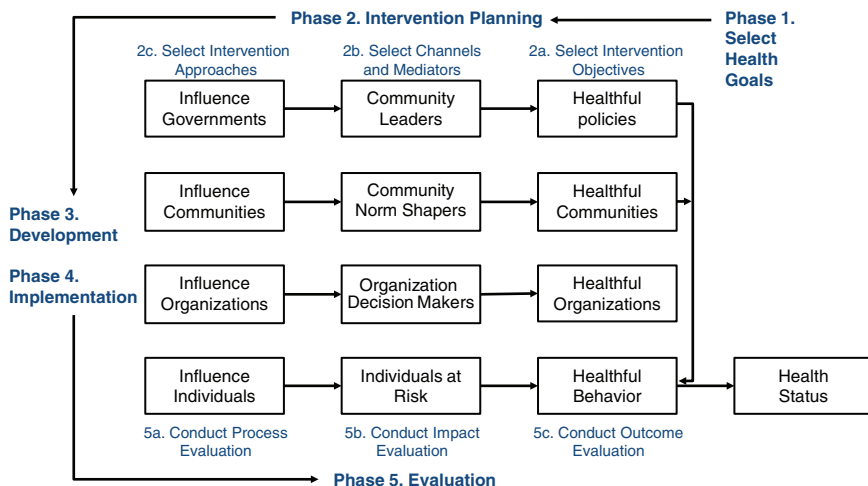 Phase 2. Intervention Planning
Phase 1.
Select
Health
Goals
2c. Select Intervention
Approaches
2b. Select Channels
and Mediators
2a. Select Intervention
Objectives
Influence
Governments
Community
Leaders
Healthful
policies
Influence
Communities
Community
Norm Shapers
Healthful
Communities
Phase 3.
Development
Phase 4.
Implementation
Influence
Organizations
Organization
Decision Makers
Healthful
Organizations
Influence
Individuals
Individuals at
Risk
Healthful
Behavior
Health
Status
5a. Conduct Process
Evaluation
5b. Conduct Impact
Evaluation
5c. Conduct Outcome
Evaluation
Phase 5. Evaluation